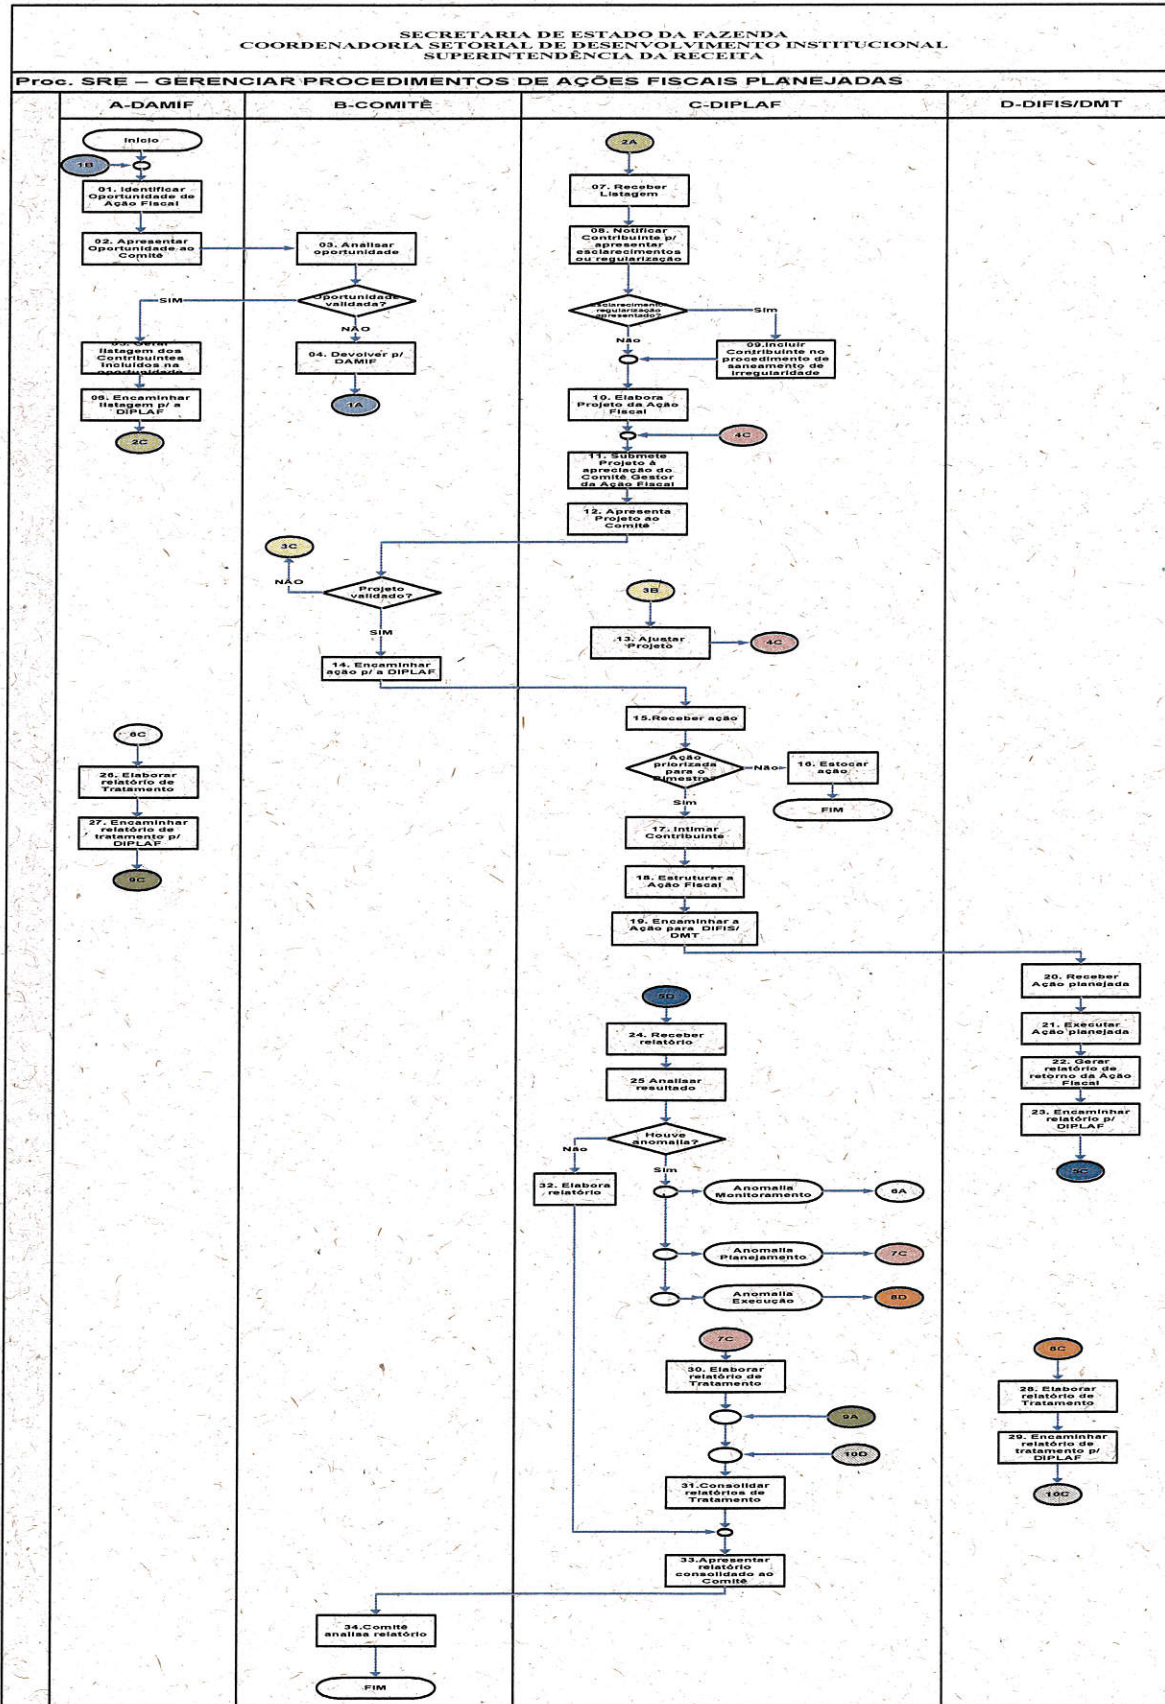 SECRETARIA DE ESTADO DA FAZENDA
COORDENADORIA SETORIAL DE DESENVOLVIMENTO INSTITUCIONAL
SUPERINTENDÊNCIA DA RECEITA
Proc. SRE – GERENCIAR PROCEDIMENTOS DE AÇÕES FISCAIS PLANEJADAS
A-DAMIF
B-COMITÊ
C-DIPLAF
D-DIFIS/DMT
Início
1B
01. Identificar
Oportunidade de
Ação Fiscal
02. Apresentar
Oportunidade ao
Comitê
03. Analisar
oportunidade
Oportunidade
validada?
SIM
NÃO
04. Devolver p/
DAMIF
1A
05. Gerar
listagem dos
Contribuintes
incluídos na
oportunidade
06. Encaminhar
listagem p/ a
DIPLAF
2C
2A
07. Receber
Listagem
08. Notificar
Contribuinte p/
apresentar
esclarecimentos
ou regularização
regularização
apresentado?
Sim
Não
09.Incluir
Contribuinte no
procedimento de
saneamento de
irregularidade
10. Elabora
Projeto da Ação
Fiscal
4C
11. Submete
Projeto à
apreciação do
Comitê Gestor
da Ação Fiscal
12. Apresenta
Projeto ao
Comitê
3C
NÃO
Projeto
validado?
SIM
14. Encaminhar
ação p/ a DIPLAF
3B
13. Ajustar
Projeto
4C
15.Receber ação
Ação
priorizada
para o
Bimestre?
Não
16. Estocar
ação
FIM
Sim
17. Intimar
Contribuinte
18. Estruturar a
Ação Fiscal
19. Encaminhar a
Ação para DIFIS/
DMT
6C
26. Elaborar
relatório de
Tratamento
27. Encaminhar
relatório de
tratamento p/
DIPLAF
9C
20. Receber
Ação planejada
21. Executar
Ação planejada
22. Gerar
relatório de
retorno da Ação
Fiscal
23. Encaminhar
relatório p/
DIPLAF
5C
5D
24. Receber
relatório
25 Analisar
resultado
Houve
anomalia?
Não
Sim
32. Elabora
relatório
Anomalia
Monitoramento
6A
Anomalia
Planejamento
7C
Anomalia
Execução
8D
7C
30. Elaborar
relatório de
Tratamento
9A
10D
31.Consolidar
relatórios de
Tratamento
33.Apresentar
relatório
consolidado ao
Comitê
8C
28. Elaborar
relatório de
Tratamento
29. Encaminhar
relatório de
tratamento p/
DIPLAF
10C
34.Comitê
analisa relatório
FIM